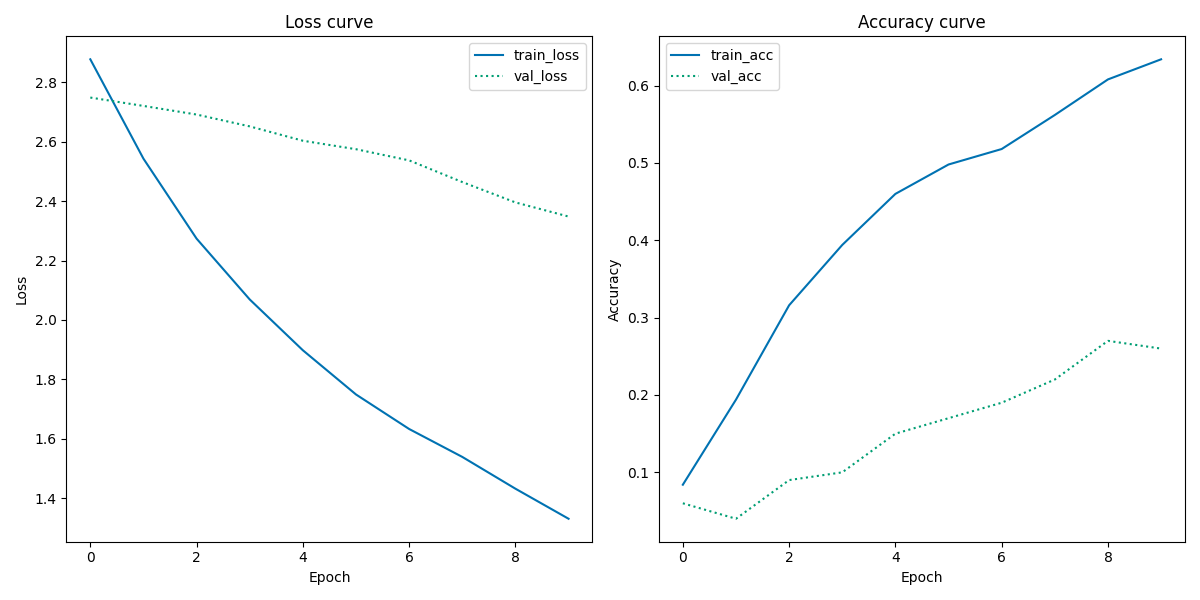 Loss curve
train_loss
val_loss
2.8
2.6
2.4
2.2
2.0
1.8
1.6
1.4
Loss
0 2 4 6 8
Epoch
Accuracy curve
train_acc
val_acc
0.6
0.5
0.4
0.3
0.2
0.1
Accuracy
0 2 4 6 8
Epoch